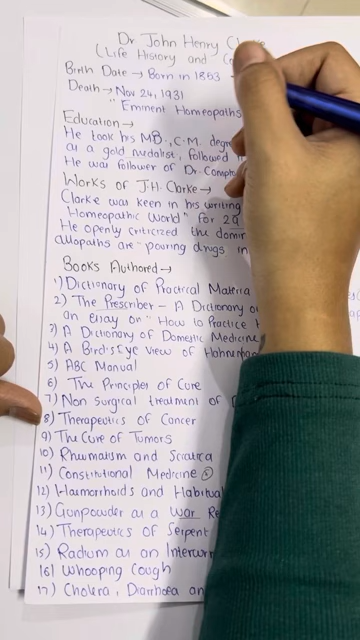 Dr John Henry Clarke
(Life History and
Birth Date → Born in 1853
Death → Nov 24, 1931
"Eminent Homeopaths
Education →
He took his MB., C.M. degr
as a gold medalist, followed
He was follower of Dr. Compto
Works of J.H. Clarke →
Clarke was keen in his writing
Homeopathic World" for 29
He openly criticized the domin
allopaths are "pouring drugs in
Books Authored →
1) Dictionary of Practical Materia
2) The Prescriber - A Dictionary o
an essay on "How to Practice
3) A Dictionary of Domestic Medicine
4) A Bird's Eye view of Hahneman
5) ABC Manual
6) The Principles of Cure
7) Non Surgical treatment of
8) Therapeutics of Cancer
9) The Cure of Tumors
10) Rheumatism and Sciatica
11) Constitutional Medicine
12) Haemorrhoids and Habitual
13) Gunpowder as a War Re
14) Therapeutics of Serpent
15) Radium as an Internal
16) Whooping Cough
17) Cholera, Diarrhoea an